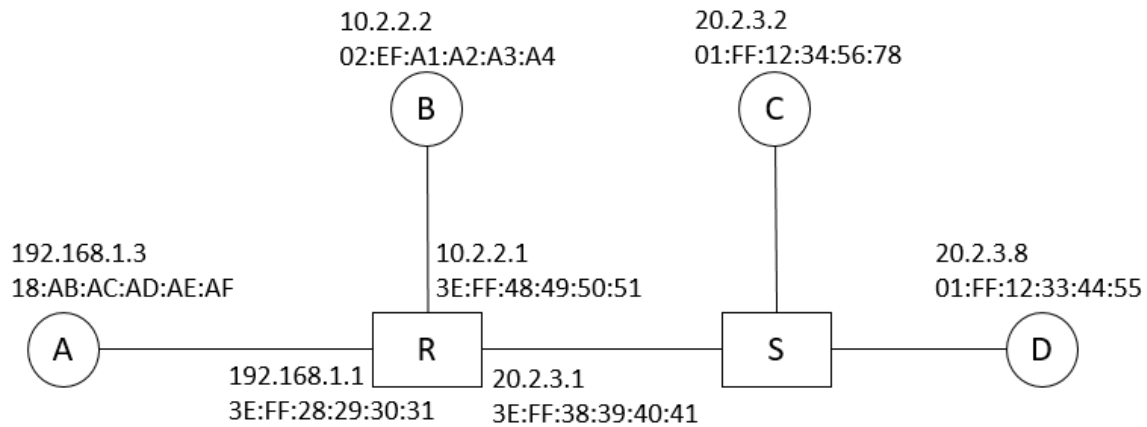 10.2.2.2
02:EF:A1:A2:A3:A4
B
20.2.3.2
01:FF:12:34:56:78
C
192.168.1.3
18:AB:AC:AD:AE:AF
A
10.2.2.1
3E:FF:48:49:50:51
R
192.168.1.1
3E:FF:28:29:30:31
20.2.3.1
3E:FF:38:39:40:41
S
20.2.3.8
01:FF:12:33:44:55
D